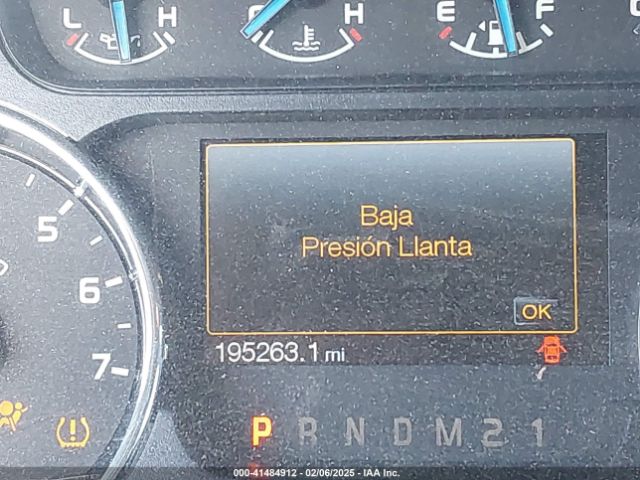 L H
H
E F
5
6
7
Baja
Presión Llanta
OK
195263.1 mi
P R N D M 2 1
000-41484912 - 02/06/2025 - IAA Inc.